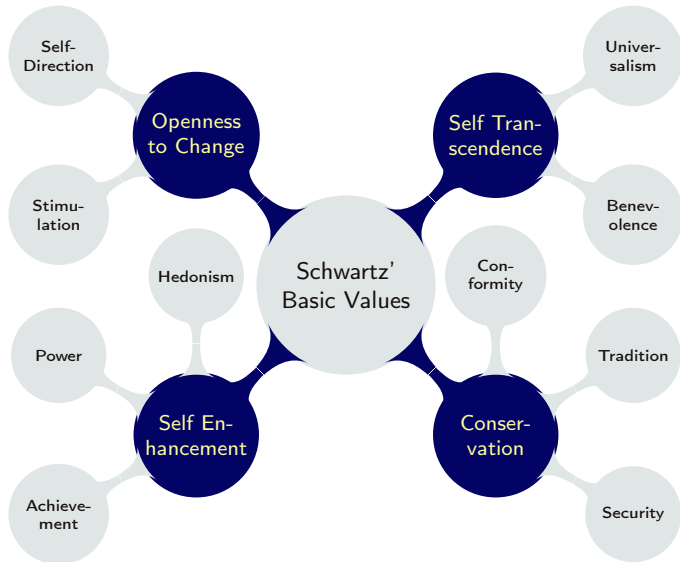 Self-
Direction
Openness
to Change
Stimu-
lation
Univer-
salism
Self Tran-
scendence
Benev-
olence
Schwartz'
Basic Values
Hedonism
Power
Self En-
hancement
Achieve-
ment
Con-
formity
Tradition
Conser-
vation
Security